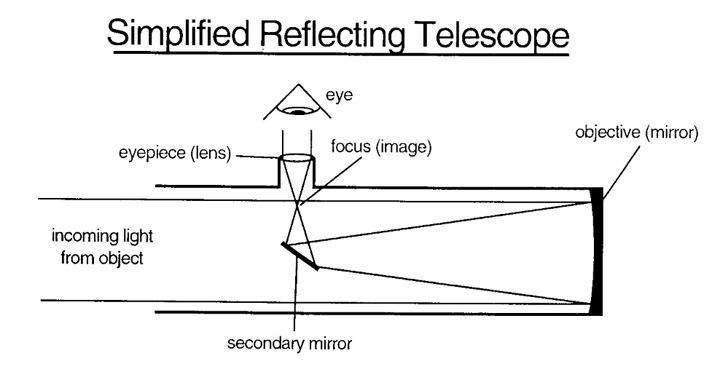 Simplified Reflecting Telescope
eye
eyepiece (lens)
focus (image)
objective (mirror)
incoming light
from object
secondary mirror